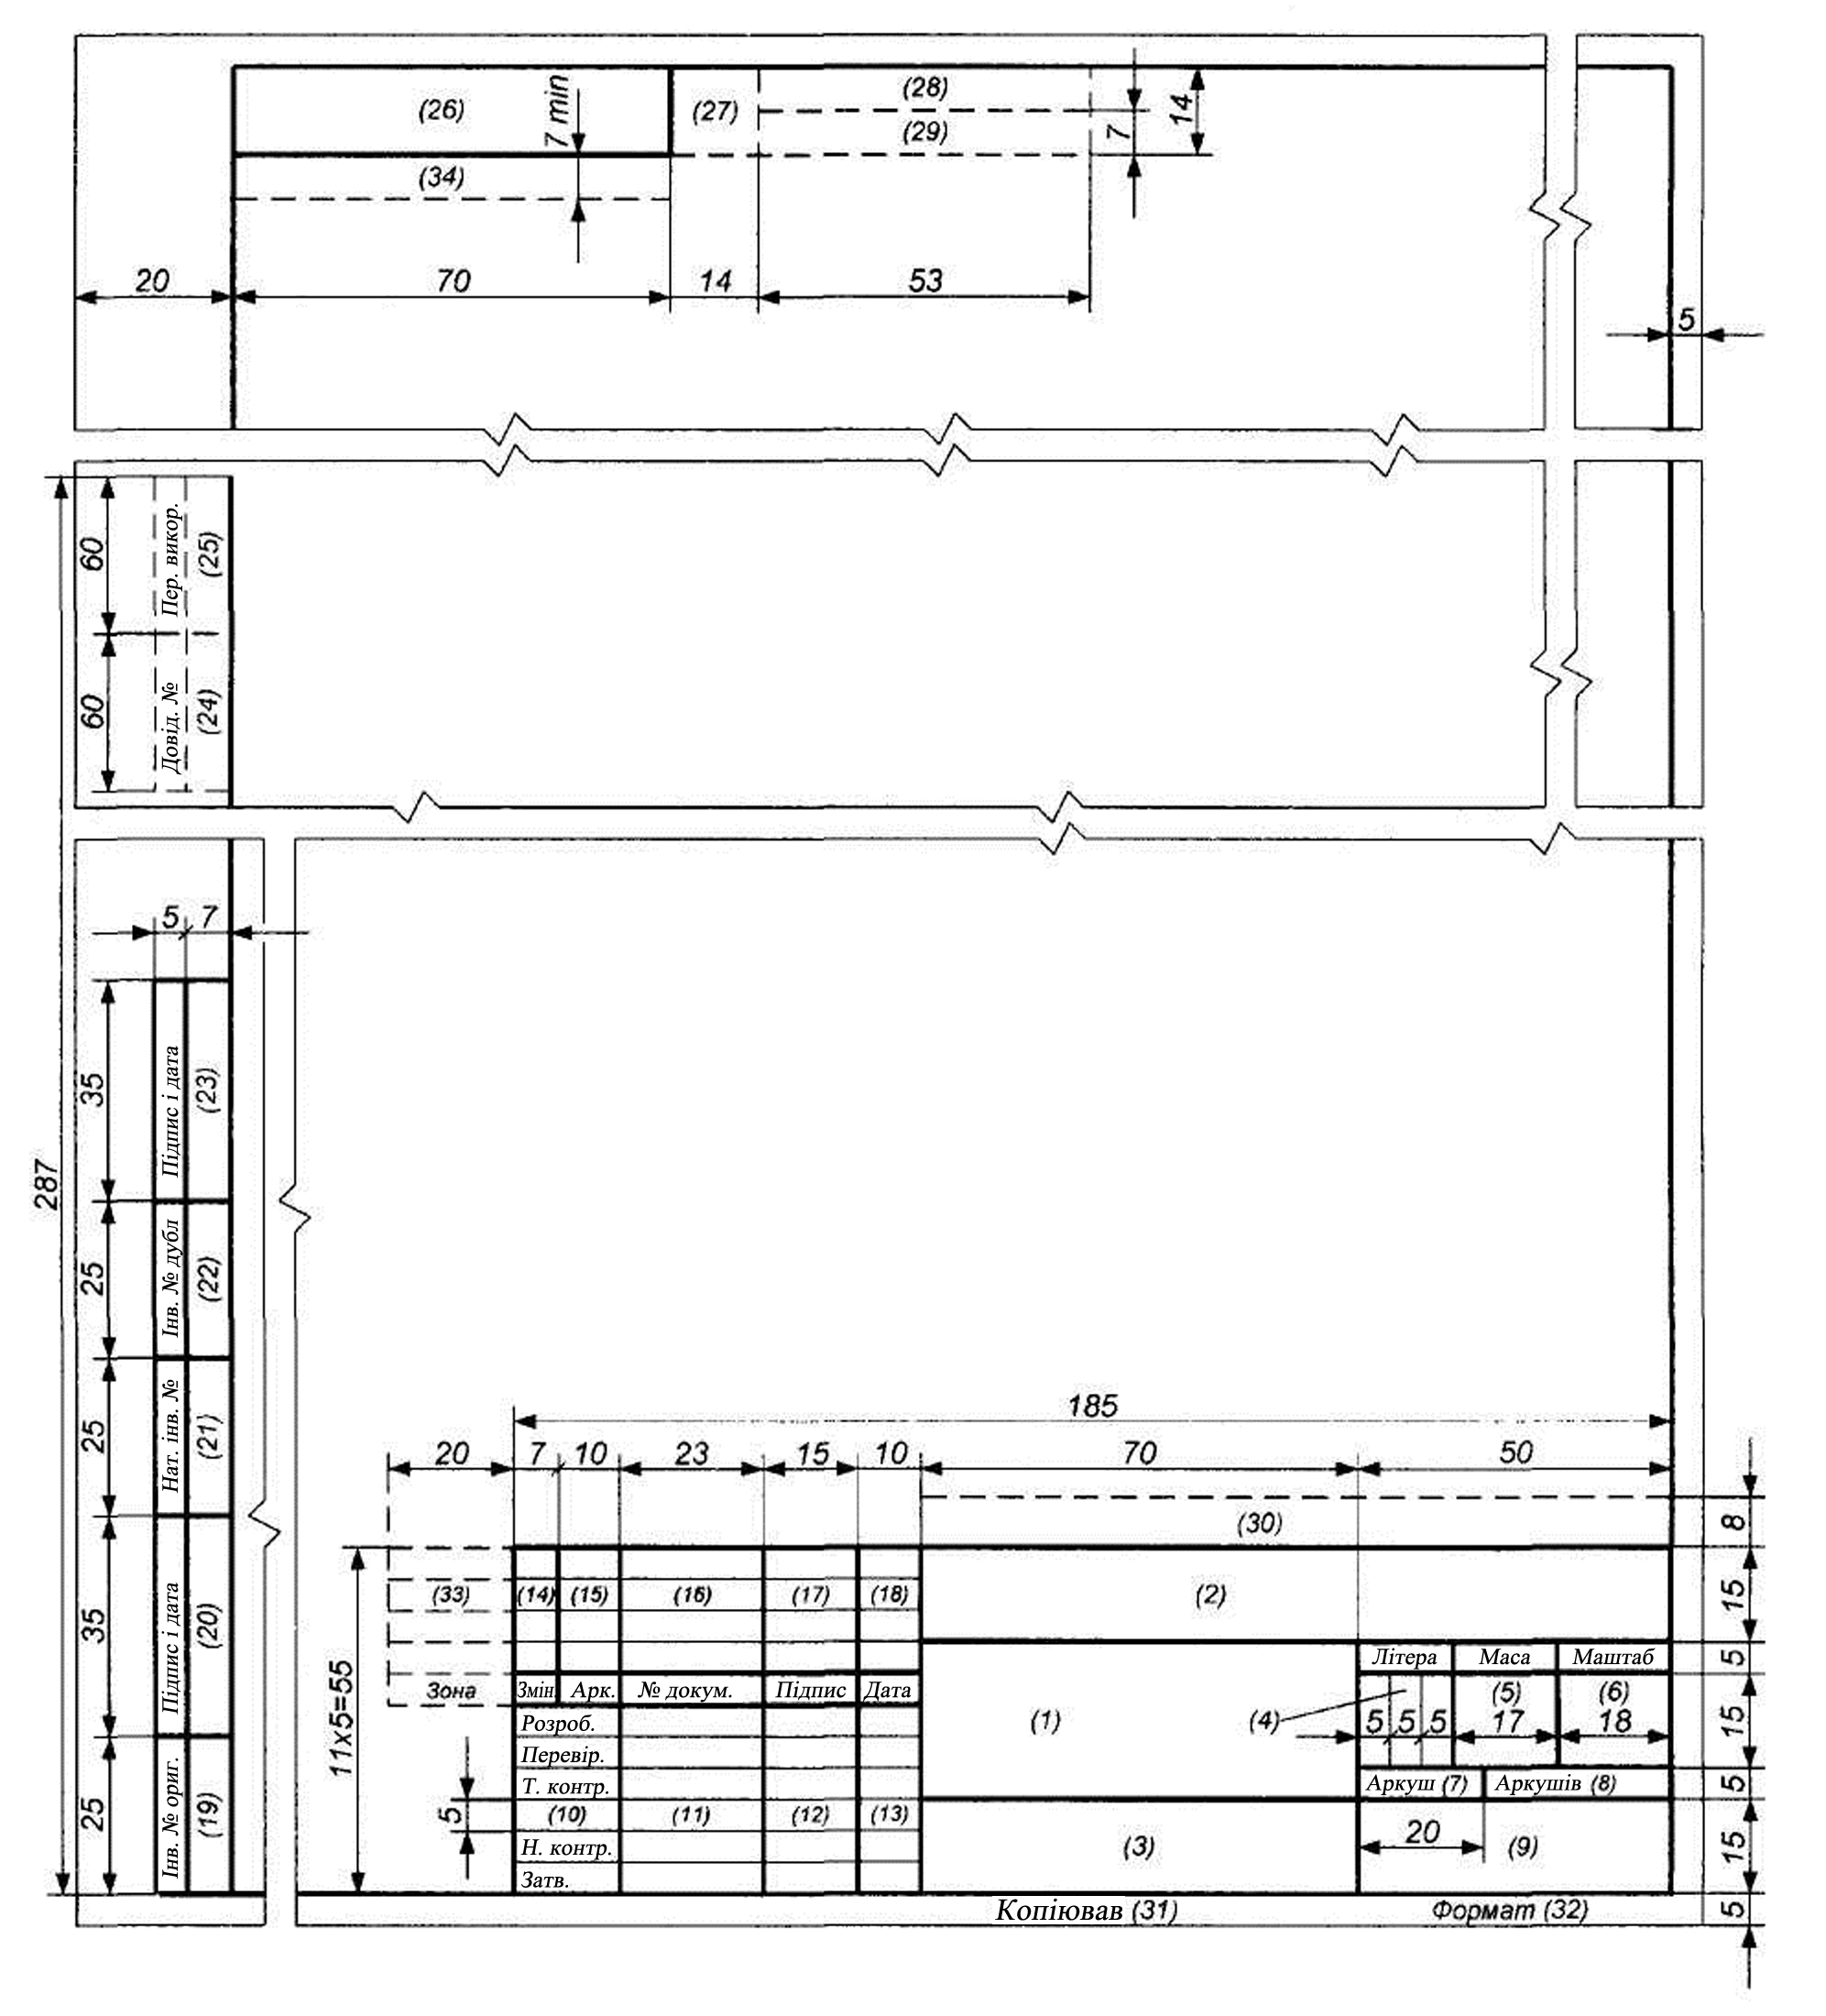 (26)
7 min
(27)
(28)
(29)
7
14
(34)
20
70
14
53
5
60
Пер. викор.
(25)
60
Довід. №
(24)
287
5
7
35
Підпис і дата
(23)
25
Інв. № дубл
(22)
25
Нат. інв. №
(21)
35
Підпис і дата
(20)
25
Інв. № ориг.
(19)
185
20
7
10
23
15
10
70
50
(30)
8
11x5=55
(33)
(14)
(15)
(16)
(17)
(18)
(2)
15
Літера
Маса
Маштаб
5
Зона
Змін.
Арк.
№ докум.
Підпис
Дата
(1)
(4)
(5)
(6)
5
5
5
17
18
15
Розроб.
Перевір.
Т. контр.
Аркуш (7)
Аркушів (8)
5
5
(10)
(11)
(12)
(13)
20
Н. контр.
(3)
(9)
15
Затв.
Копіював (31)
Формат (32)
5